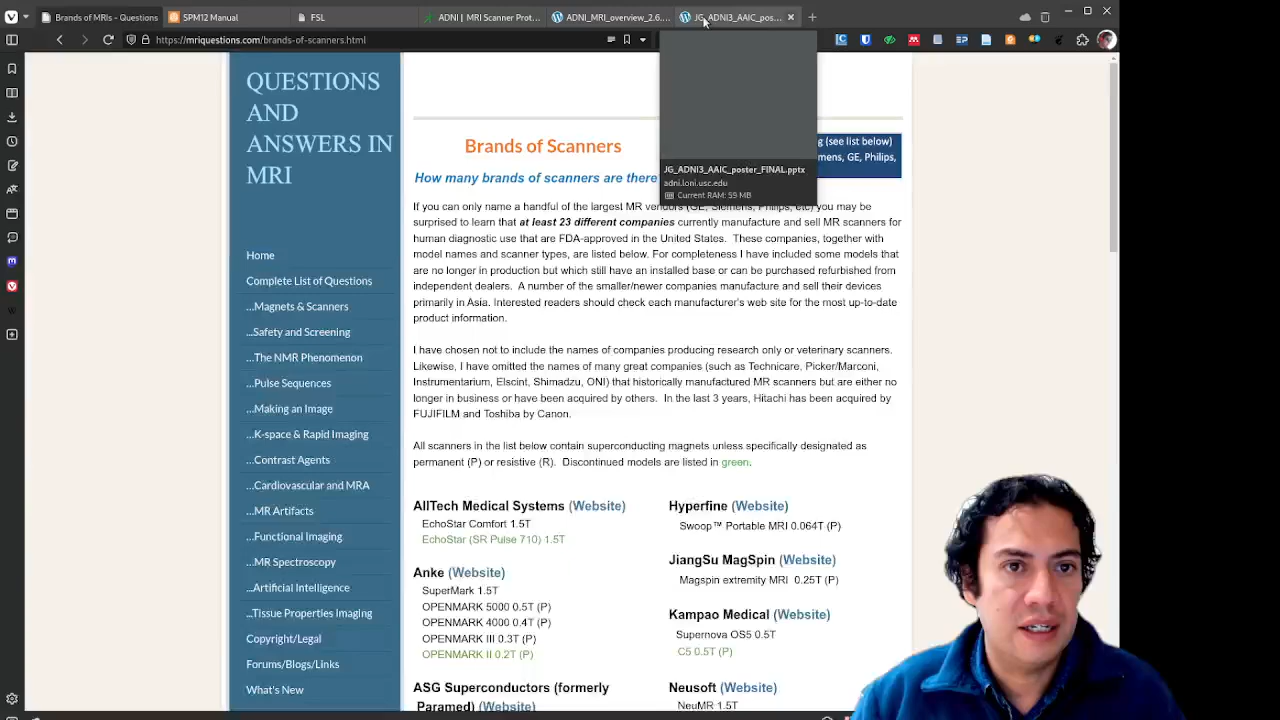 Brands of MRIs - Questions
SPM12 Manual
FSL
ADNI | MRI Scanner Prot...
ADNI_MRI_overview_2.6....
JG_ADNI3_AAIC_pos...
https://mriquestions.com/brands-of-scanners.html
JG_ADNI3_AAIC_poster_FINAL.pptx
adni.loni.usc.edu
Current RAM: 59 MB
QUESTIONS
AND
ANSWERS IN
MRI
Home
Complete List of Questions
...Magnets & Scanners
...Safety and Screening
...The NMR Phenomenon
...Pulse Sequences
...Making an Image
...K-space & Rapid Imaging
...Contrast Agents
...Cardiovascular and MRA
...MR Artifacts
...Functional Imaging
...MR Spectroscopy
...Artificial Intelligence
...Tissue Properties Imaging
Copyright/Legal
Forums/Blogs/Links
What's New
Brands of Scanners
g (see list below)
mens, GE, Philips,
How many brands of scanners are there
If you can only name a handful of the largest MR vendors (GE, Siemens, Philips, etc) you may be
surprised to learn that at least 23 different companies currently manufacture and sell MR scanners for
human diagnostic use that are FDA-approved in the United States. These companies, together with
model names and scanner types, are listed below. For completeness I have included some models that
are no longer in production but which still have an installed base or can be purchased refurbished from
independent dealers. A number of the smaller/newer companies manufacture and sell their devices
primarily in Asia. Interested readers should check each manufacturer's web site for the most up-to-date
product information.
I have chosen not to include the names of companies producing research only or veterinary scanners.
Likewise, I have omitted the names of many great companies (such as Technicare, Picker/Marconi,
Instrumentarium, Elscint, Shimadzu, ONI) that historically manufactured MR scanners but are either no
longer in business or have been acquired by others. In the last 3 years, Hitachi has been acquired by
FUJIFILM and Toshiba by Canon.
All scanners in the list below contain superconducting magnets unless specifically designated as
permanent (P) or resistive (R). Discontinued models are listed in green.
AllTech Medical Systems (Website)
EchoStar Comfort 1.5T
EchoStar (SR Pulse 710) 1.5T
Anke (Website)
SuperMark 1.5T
OPENMARK 5000 0.5T (P)
OPENMARK 4000 0.4T (P)
OPENMARK III 0.3T (P)
OPENMARK II 0.2T (P)
ASG Superconductors (formerly
Paramed) (Website)
Hyperfine (Website)
Swoop™ Portable MRI 0.064T (P)
JiangSu MagSpin (Website)
Magspin extremity MRI 0.25T (P)
Kampao Medical (Website)
Supernova OS5 0.5T
C5 0.5T (P)
Neusoft (Website)
NeuMR 1.5T